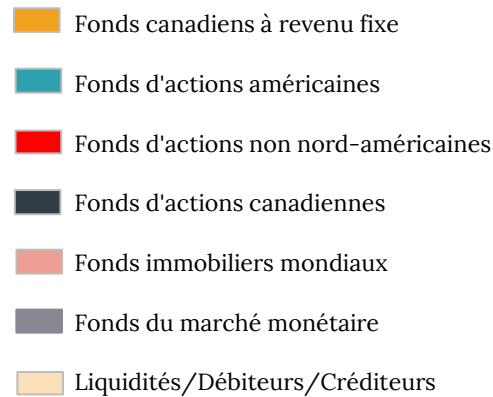 Fonds canadiens à revenu fixe
Fonds d'actions américaines
Fonds d'actions non nord-américaines
Fonds d'actions canadiennes
Fonds immobiliers mondiaux
Fonds du marché monétaire
Liquidités/Débiteurs/Créditeurs